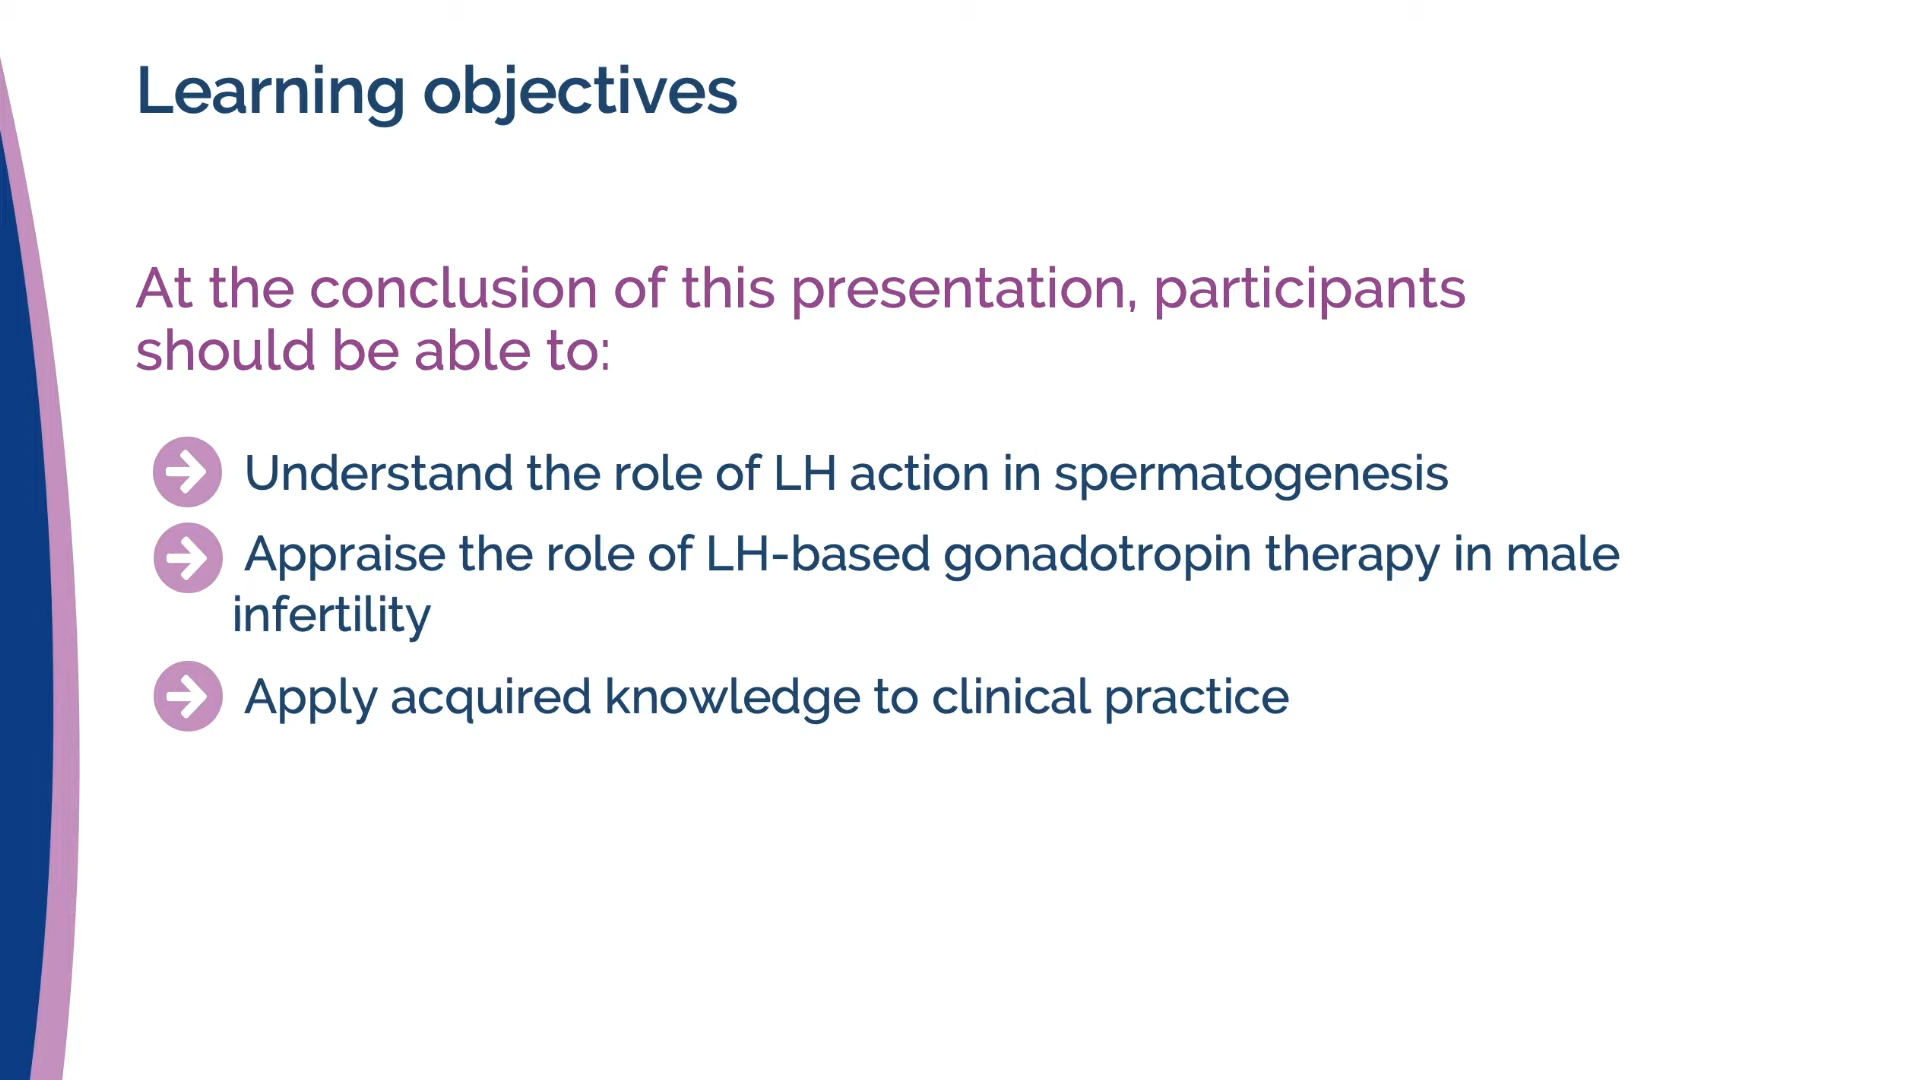 Learning objectives
At the conclusion of this presentation, participants
should be able to:
Understand the role of LH action in spermatogenesis
Appraise the role of LH-based gonadotropin therapy in male
infertility
Apply acquired knowledge to clinical practice